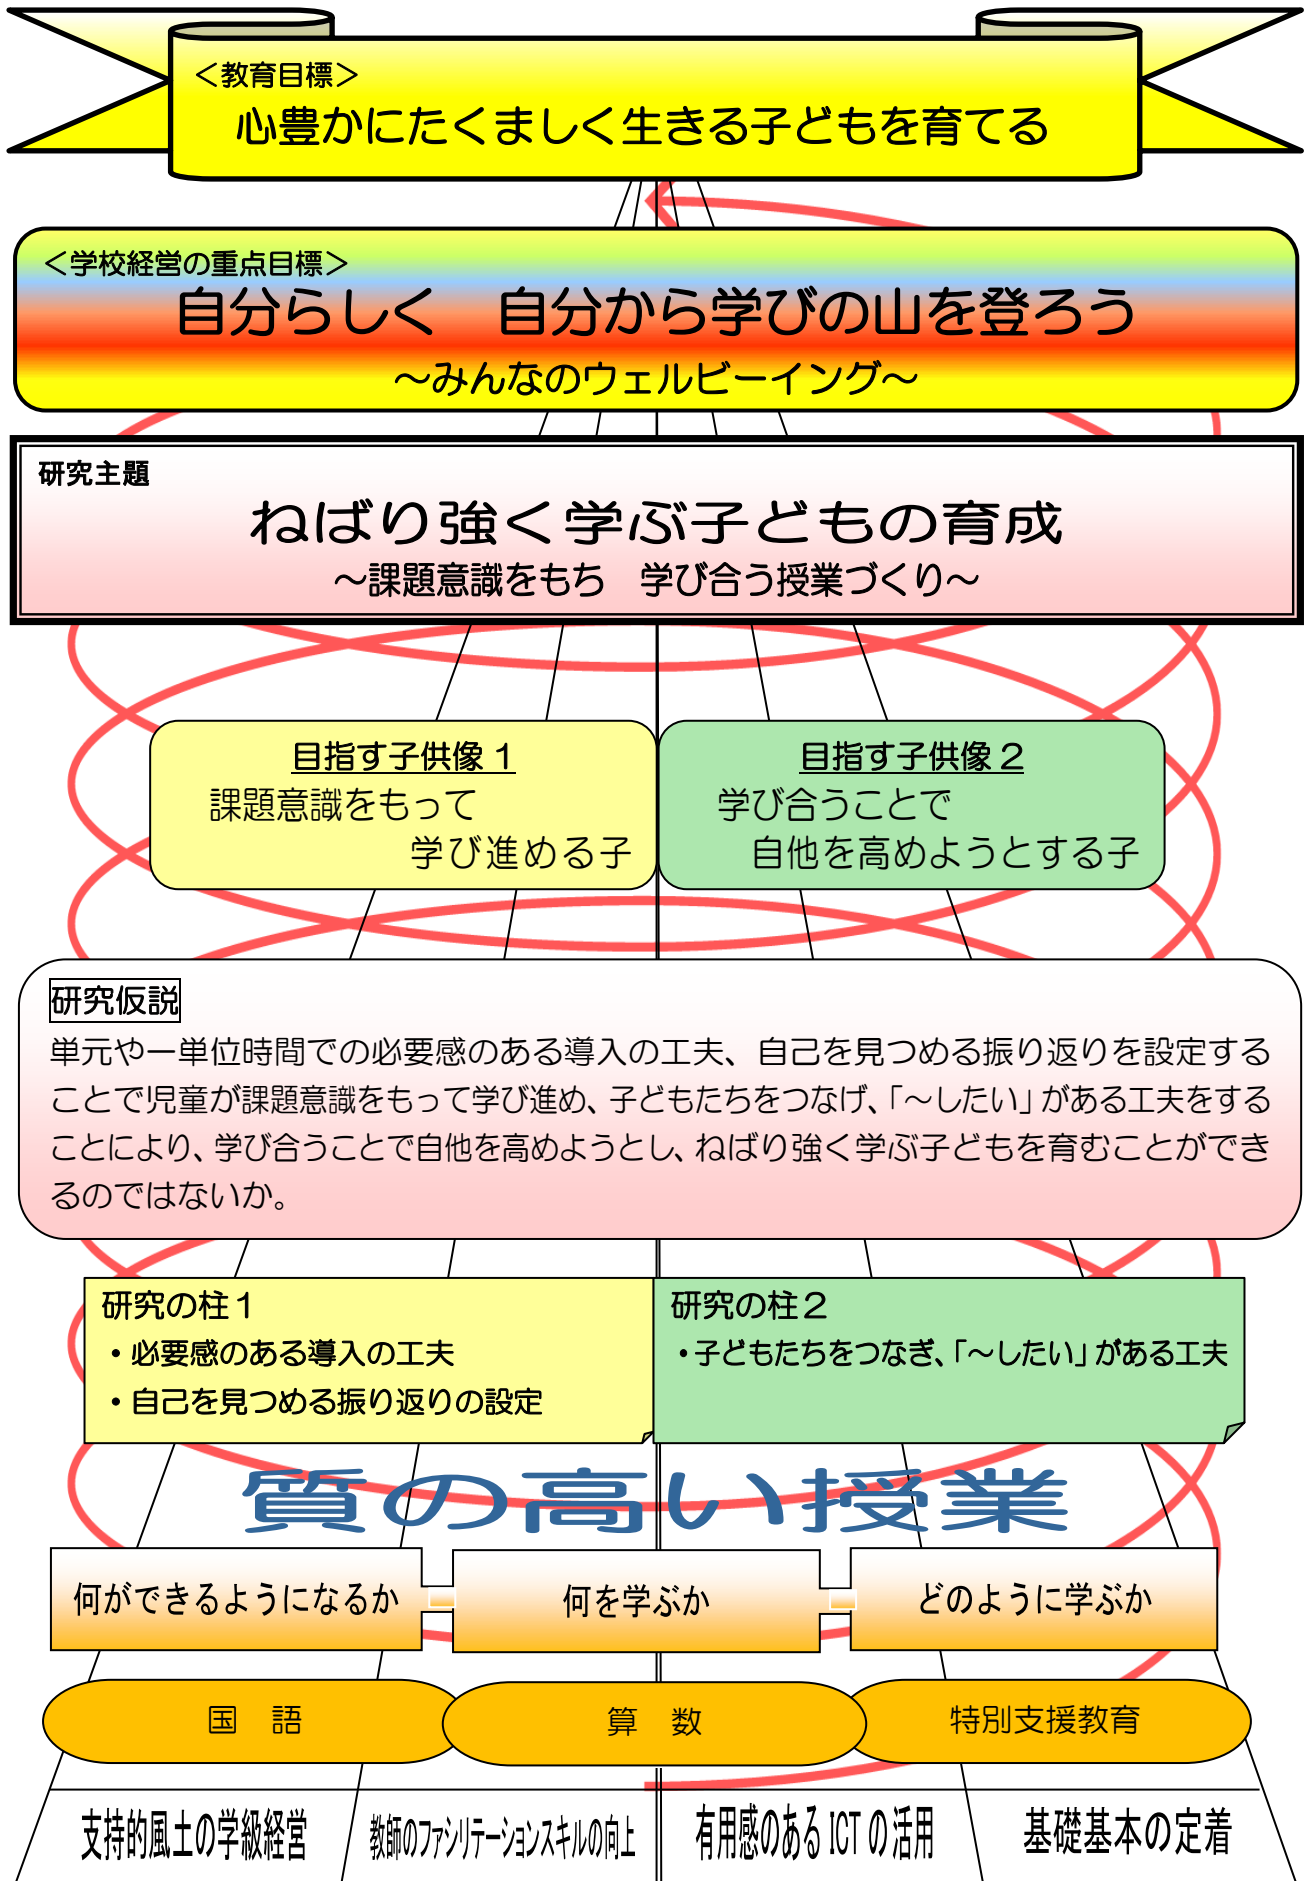 ＜教育目標＞
心豊かにたくましく生きる子どもを育てる
＜学校経営の重点目標＞
自分らしく　自分から学びの山を登ろう
～みんなのウェルビーイング～
研究主題
ねばり強く学ぶ子どもの育成
～課題意識をもち　学び合う授業づくり～
目指す子供像１
課題意識をもって
学び進める子
目指す子供像２
学び合うことで
自他を高めようとする子
研究仮説
単元や一単位時間での必要感のある導入の工夫、自己を見つめる振り返りを設定する
ことで児童が課題意識をもって学び進め、子どもたちをつなげ、「～したい」がある工夫をする
ことにより、学び合うことで自他を高めようとし、ねばり強く学ぶ子どもを育むことができ
るのではないか。
研究の柱１
・必要感のある導入の工夫
・自己を見つめる振り返りの設定
研究の柱２
・子どもたちをつなぎ、「～したい」がある工夫
質の高い授業
何ができるようになるか
何を学ぶか
どのように学ぶか
国　語
算　数
特別支援教育
支持的風土の学級経営
教師のファシリテーションスキルの向上
有用感のある ICT の活用
基礎基本の定着